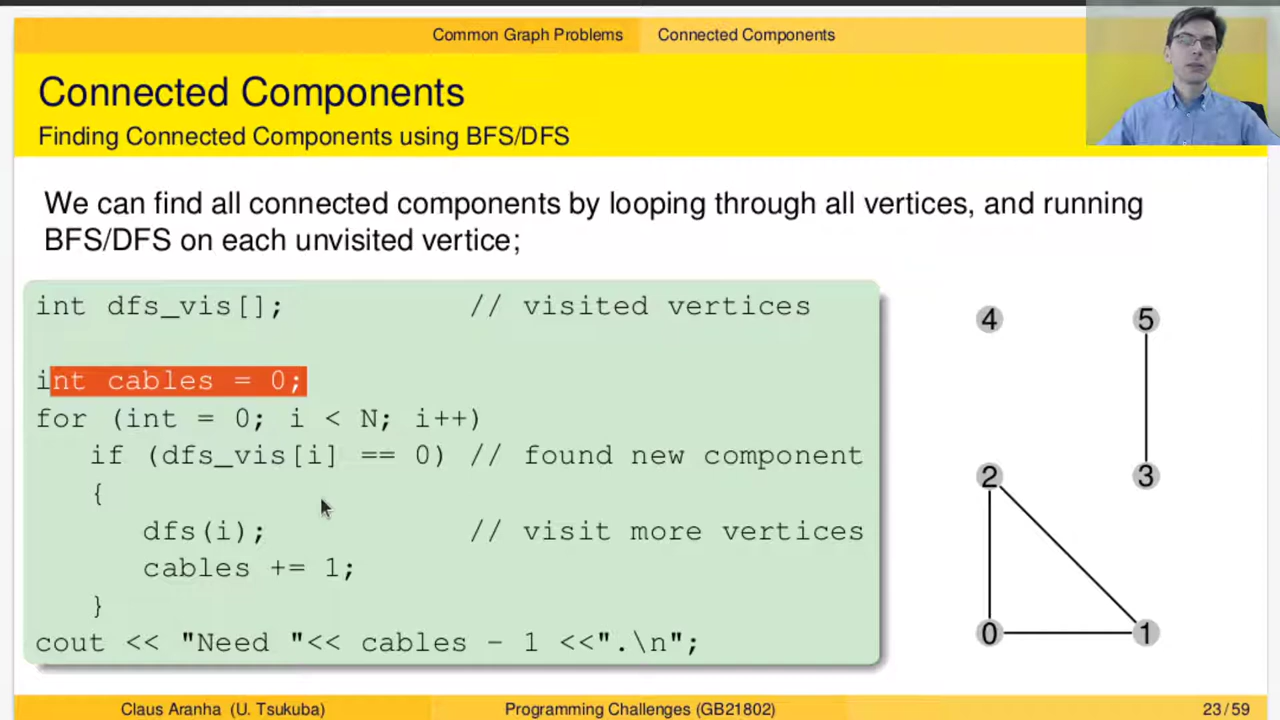 Common Graph Problems Connected Components
Connected Components
Finding Connected Components using BFS/DFS
We can find all connected components by looping through all vertices, and running
BFS/DFS on each unvisited vertice;
int dfs_vis[]; // visited vertices
int cables = 0;
for (int = 0; i < N; i++)
if (dfs_vis[i] == 0) // found new component
{
dfs(i); // visit more vertices
cables += 1;
}
cout << "Need "<< cables - 1 <<".\n";
4 5
2 3
0 1
Claus Aranha (U. Tsukuba) Programming Challenges (GB21802) 23 / 59